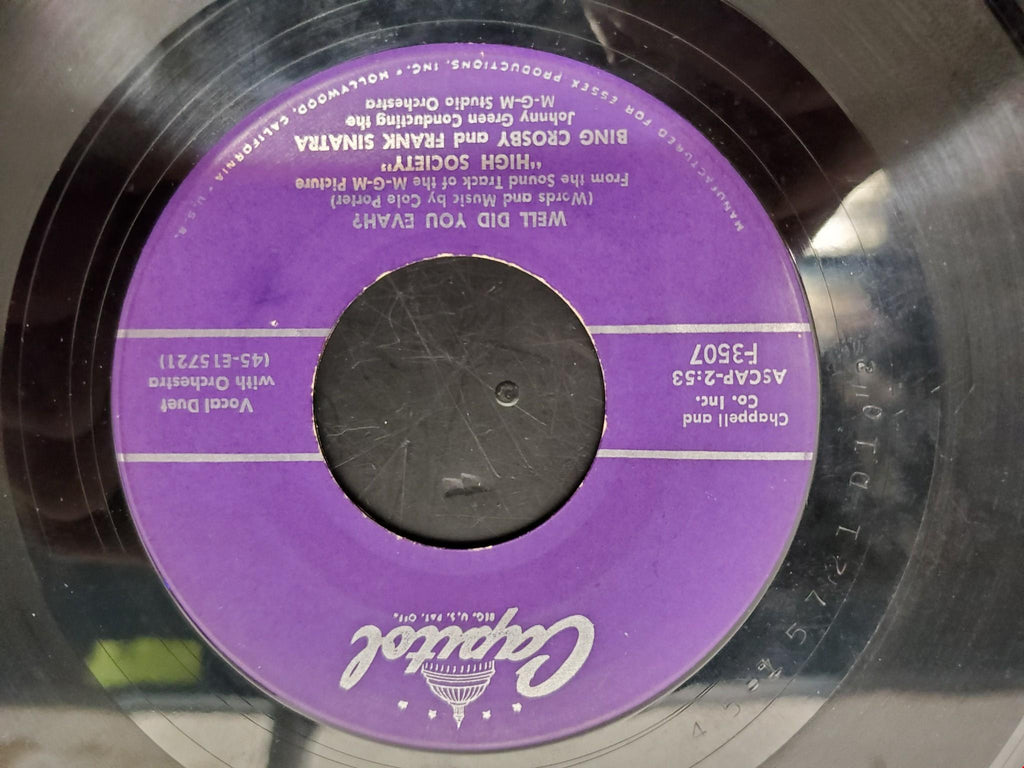 Capitol
REG. U.S. PAT. OFF.
Chappell and
Co. Inc.
ASCAP-2:53
F3507
Vocal Duet
with Orchestra
(45-E15721)
WELL DID YOU EVAH?
(Words and Music by Cole Porter)
From the Sound Track of the M-G-M Picture
"HIGH SOCIETY"
BING CROSBY and FRANK SINATRA
Johnny Green Conducting the
M-G-M Studio Orchestra
MANUFACTURED FOR ESSEX PRODUCTIONS, INC. • HOLLYWOOD, CALIFORNIA • U.S.A.